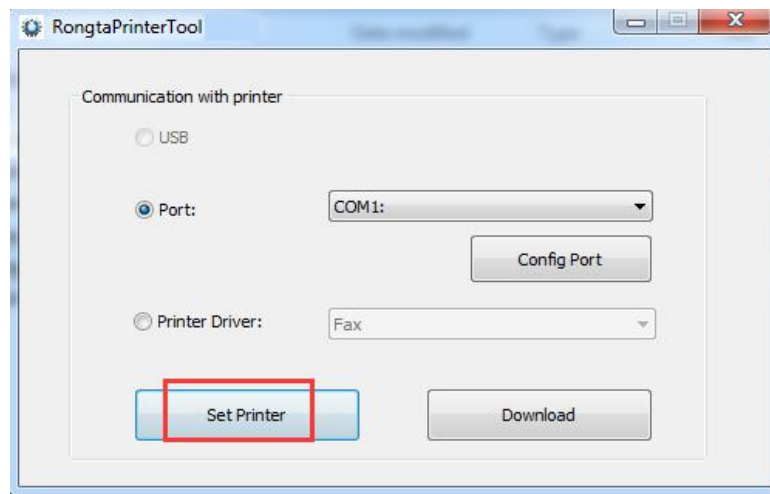 RongtaPrinterTool
Communication with printer
USB
Port:
COM1:
Config Port
Printer Driver:
Fax
Set Printer
Download